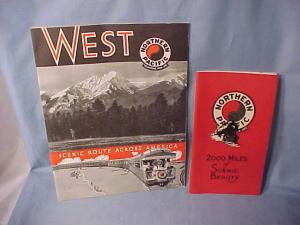 WEST
NORTHERN
PACIFIC
SCENIC ROUTE ACROSS AMERICA
NORTHERN
PACIFIC
2000 MILES
of
SCENIC
BEAUTY